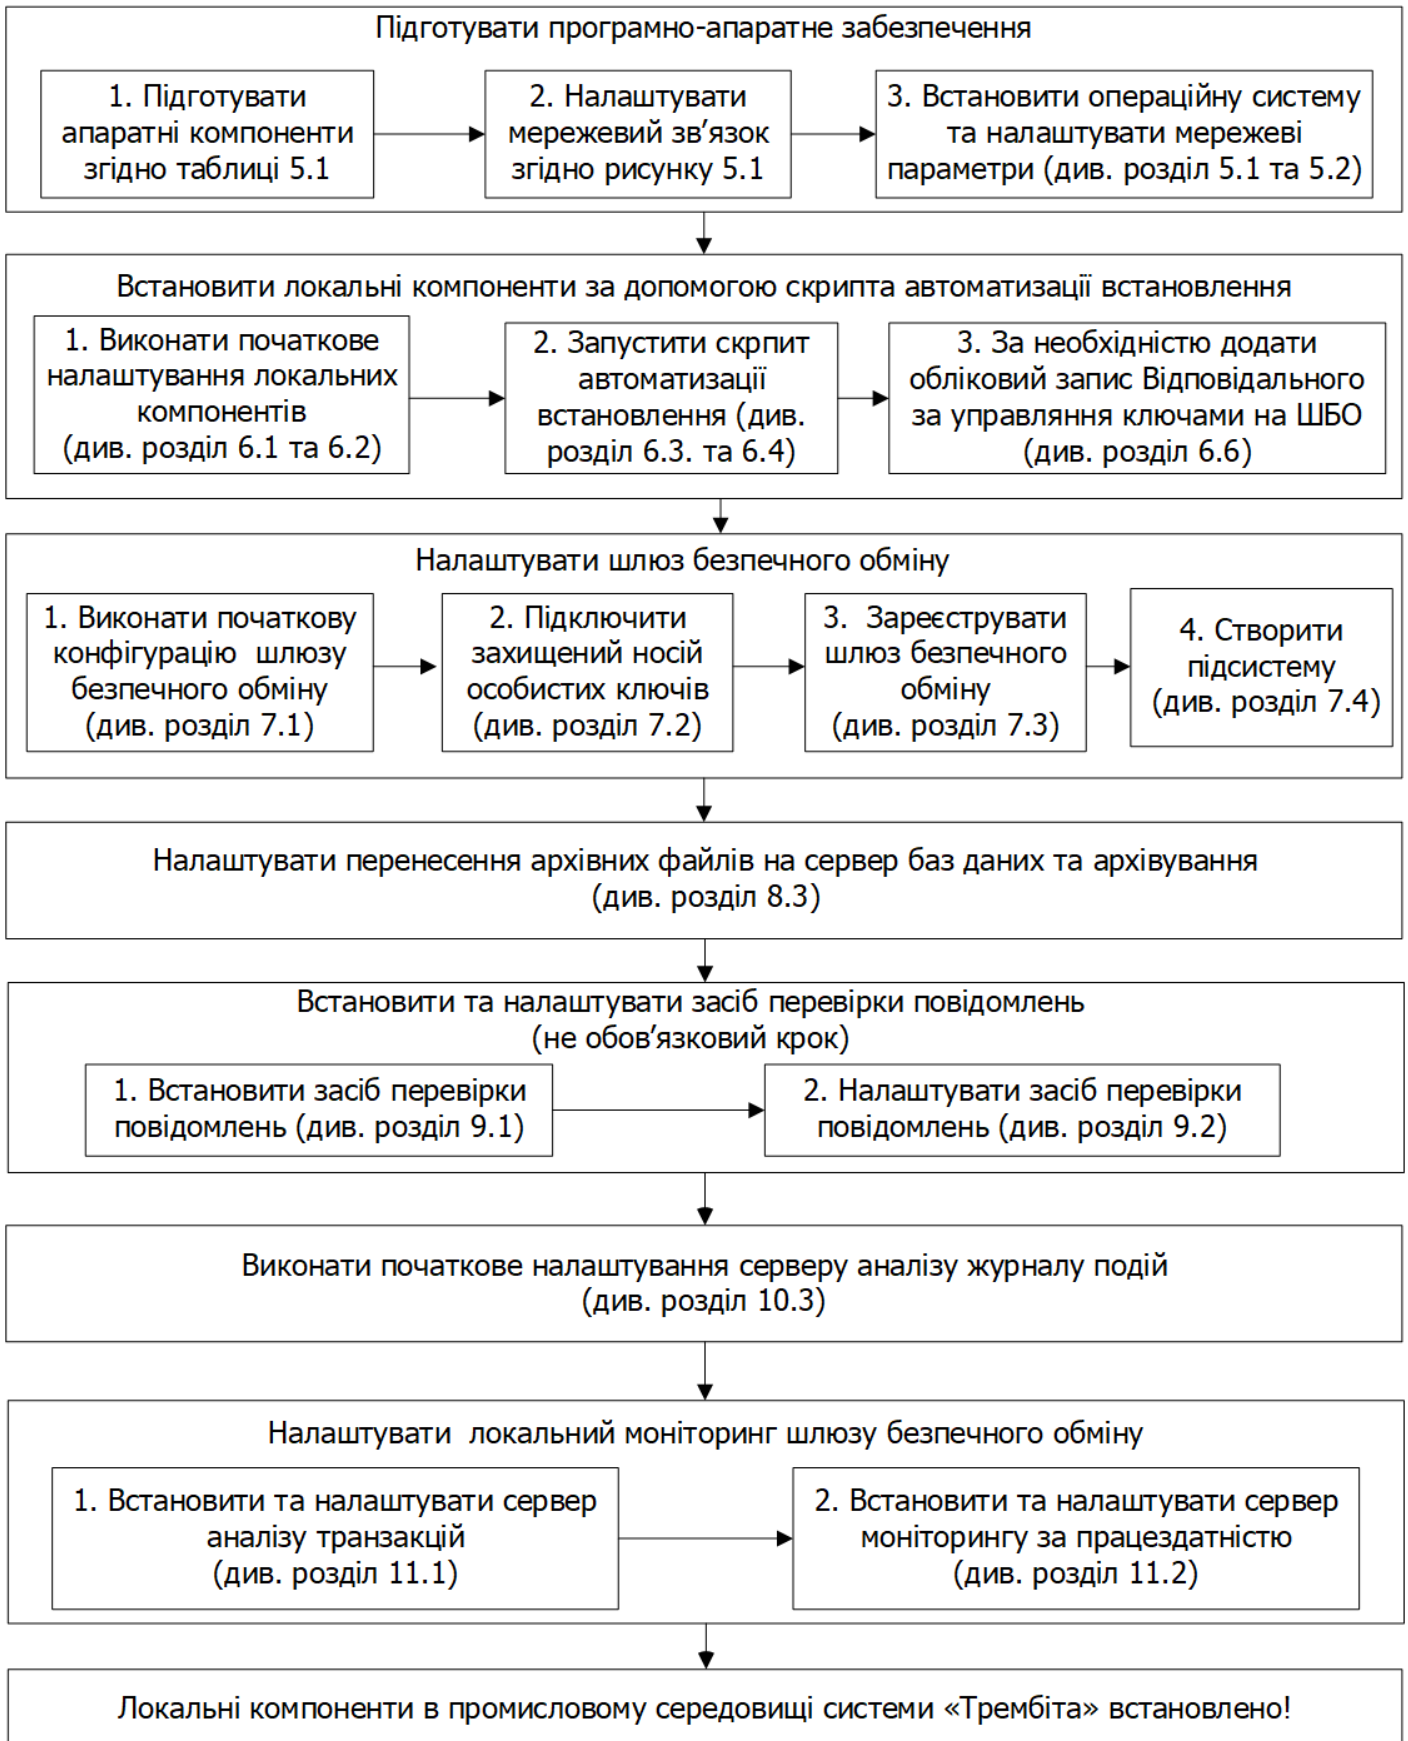 Підготувати програмно-апаратне забезпечення
1. Підготувати
апаратні компоненти
згідно таблиці 5.1
2. Налаштувати
мережевий зв’язок
згідно рисунку 5.1
3. Встановити операційну систему
та налаштувати мережеві
параметри (див. розділ 5.1 та 5.2)
Встановити локальні компоненти за допомогою скрипта автоматизації встановлення
1. Виконати початкове
налаштування локальних
компонентів
(див. розділ 6.1 та 6.2)
2. Запустити скрпит
автоматизації
встановлення (див.
розділ 6.3. та 6.4)
3. За необхідністю додати
обліковий запис Відповідального
за управляння ключами на ШБО
(див. розділ 6.6)
Налаштувати шлюз безпечного обміну
1. Виконати початкову
конфігурацію шлюзу
безпечного обміну
(див. розділ 7.1)
2. Підключити
захищений носій
особистих ключів
(див. розділ 7.2)
3. Зареєструвати
шлюз безпечного
обміну
(див. розділ 7.3)
4. Створити
підсистему
(див. розділ 7.4)
Налаштувати перенесення архівних файлів на сервер баз даних та архівування
(див. розділ 8.3)
Встановити та налаштувати засіб перевірки повідомлень
(не обов’язковий крок)
1. Встановити засіб перевірки
повідомлень (див. розділ 9.1)
2. Налаштувати засіб перевірки
повідомлень (див. розділ 9.2)
Виконати початкове налаштування серверу аналізу журналу подій
(див. розділ 10.3)
Налаштувати локальний моніторинг шлюзу безпечного обміну
1. Встановити та налаштувати сервер
аналізу транзакцій
(див. розділ 11.1)
2. Встановити та налаштувати сервер
моніторингу за працездатністю
(див. розділ 11.2)
Локальні компоненти в промисловому середовищі системи «Трембіта» встановлено!